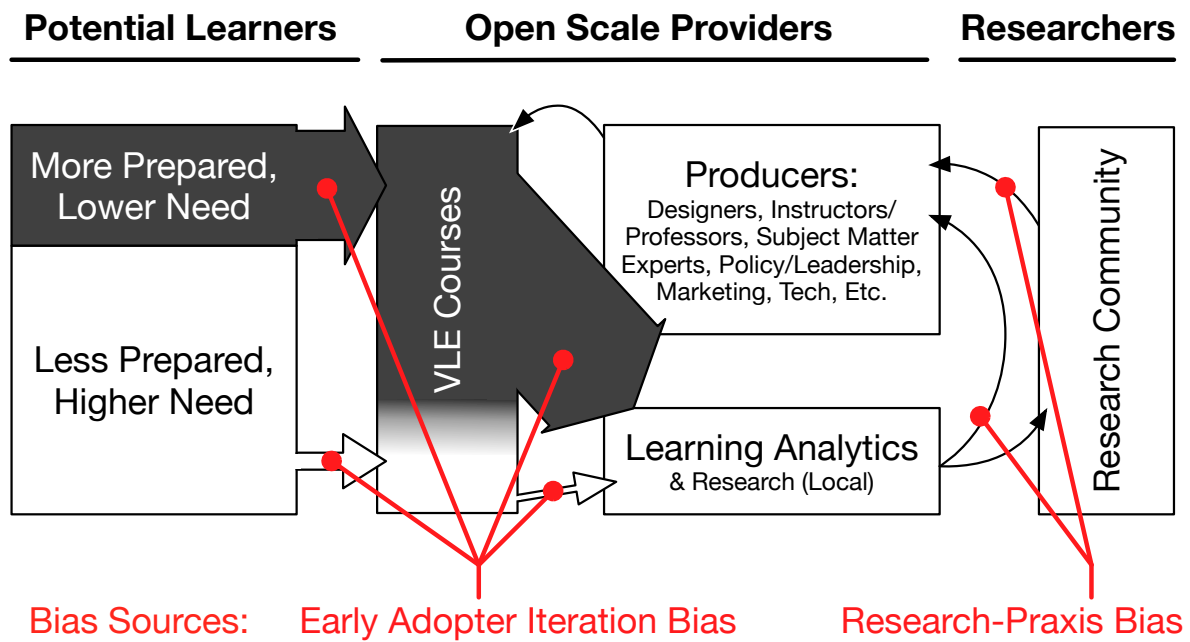 Potential Learners
Open Scale Providers
Researchers
More Prepared,
Lower Need
Less Prepared,
Higher Need
VLE Courses
Producers:
Designers, Instructors/
Professors, Subject Matter
Experts, Policy/Leadership,
Marketing, Tech, Etc.
Learning Analytics
& Research (Local)
Research Community
Bias Sources:
Early Adopter Iteration Bias
Research-Praxis Bias